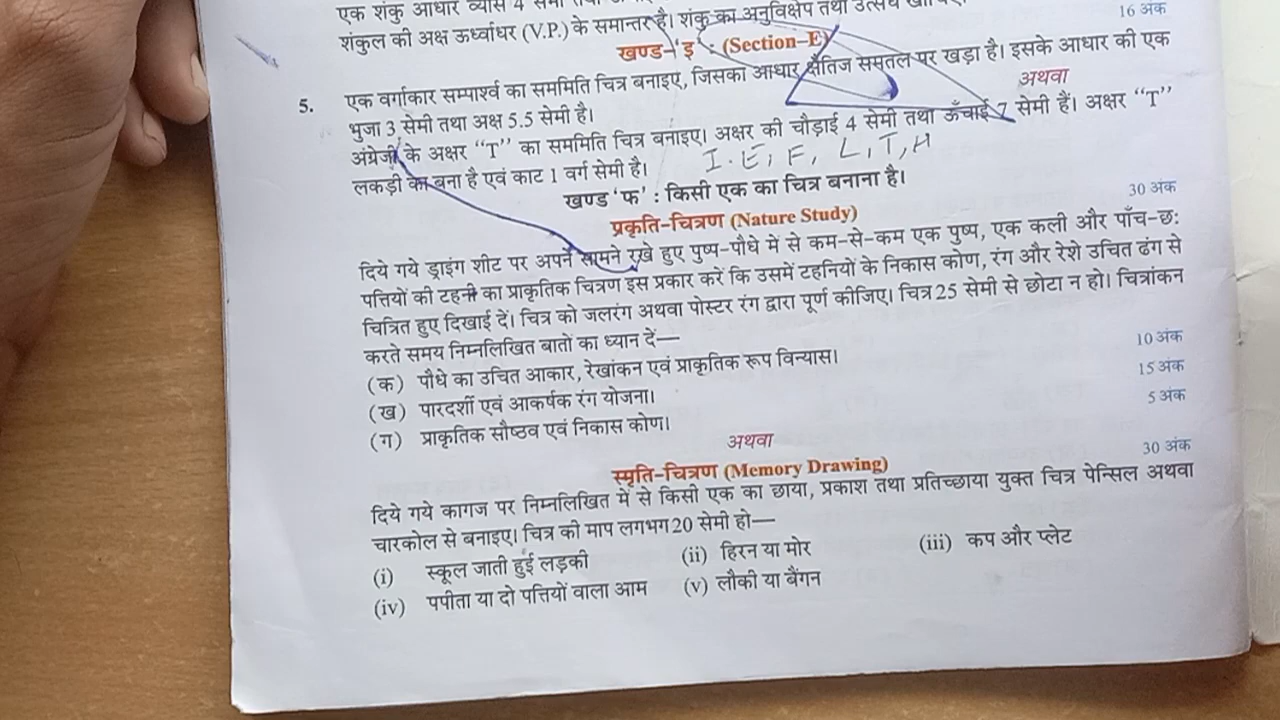 एक शंकु आधार व्यास 4 सेमी
शंकुल की अक्ष ऊर्ध्वाधर (V.P.) के समान्तर है। शंकु का अनुविक्षेप तथा उत्सेध
16 अंक
खण्ड-'इ' : (Section-E)
5. एक वर्गाकार सम्पार्श्व का सममिति चित्र बनाइए, जिसका आधार क्षैतिज समतल पर खड़ा है। इसके आधार की एक
भुजा 3 सेमी तथा अक्ष 5.5 सेमी है।
अथवा
अंग्रेजी के अक्षर "T" का सममिति चित्र बनाइए। अक्षर की चौड़ाई 4 सेमी तथा ऊँचाई 7 सेमी हैं। अक्षर "T"
लकड़ी का बना है एवं काट 1 वर्ग सेमी है।
I. E, F, L, T, H
खण्ड 'फ' : किसी एक का चित्र बनाना है।
प्रकृति-चित्रण (Nature Study)
30 अंक
दिये गये ड्राइंग शीट पर अपने सामने रखे हुए पुष्प-पौधे में से कम-से-कम एक पुष्प, एक कली और पाँच-छः
पत्तियों की टहनी का प्राकृतिक चित्रण इस प्रकार करें कि उसमें टहनियों के निकास कोण, रंग और रेशे उचित ढंग से
चित्रित हुए दिखाई दें। चित्र को जलरंग अथवा पोस्टर रंग द्वारा पूर्ण कीजिए। चित्र 25 सेमी से छोटा न हो। चित्रांकन
करते समय निम्नलिखित बातों का ध्यान दें—
(क) पौधे का उचित आकार, रेखांकन एवं प्राकृतिक रूप विन्यास। 10 अंक
(ख) पारदर्शी एवं आकर्षक रंग योजना। 15 अंक
(ग) प्राकृतिक सौष्ठव एवं निकास कोण। 5 अंक
अथवा
स्मृति-चित्रण (Memory Drawing)
30 अंक
दिये गये कागज पर निम्नलिखित में से किसी एक का छाया, प्रकाश तथा प्रतिच्छाया युक्त चित्र पेन्सिल अथवा
चारकोल से बनाइए। चित्र की माप लगभग 20 सेमी हो—
(i) स्कूल जाती हुई लड़की (ii) हिरन या मोर (iii) कप और प्लेट
(iv) पपीता या दो पत्तियों वाला आम (v) लौकी या बैंगन